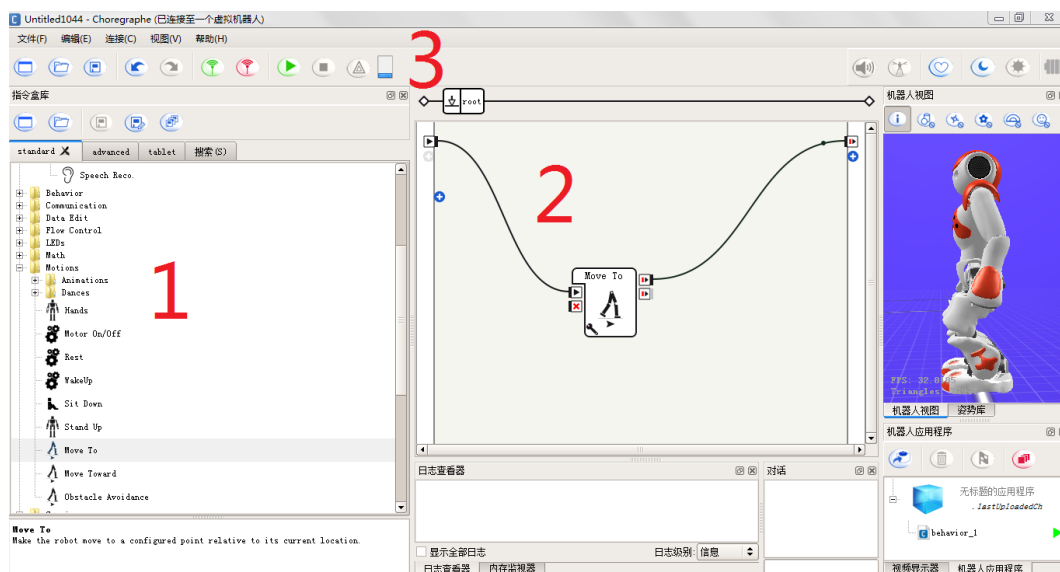 Untitled1044 - Choregraphe (已连接至一个虚拟机器人)
文件(F) 编辑(E) 连接(C) 视图(V) 帮助(H)
3
指令盒库
standard advanced tablet 搜索(S)
Speech Reco.
Behavior
Communication
Data Edit
Flow Control
LEDs
Math
Motions
Animations
Dances
Hands
Motor On/Off
Rest
WakeUp
Sit Down
Stand Up
Move To
Move Toward
Obstacle Avoidance
1
Move To
Make the robot move to a configured point relative to its current location.
root
2
Move To
日志查看器
显示全部日志
日志级别: 信息
日志查看器 内存监视器
对话
机器人视图
FPS: 32.0
Triangles
机器人视图 姿势库
机器人应用程序
无标题的应用程序
.lastUploadedCh
behavior_1
视频显示器 机器人应用程序